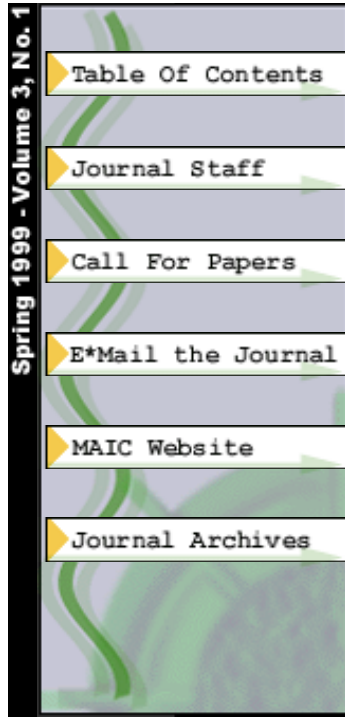 Spring 1999 - Volume 3, No. 1
Table Of Contents
Journal Staff
Call For Papers
E*Mail the Journal
MAIC Website
Journal Archives